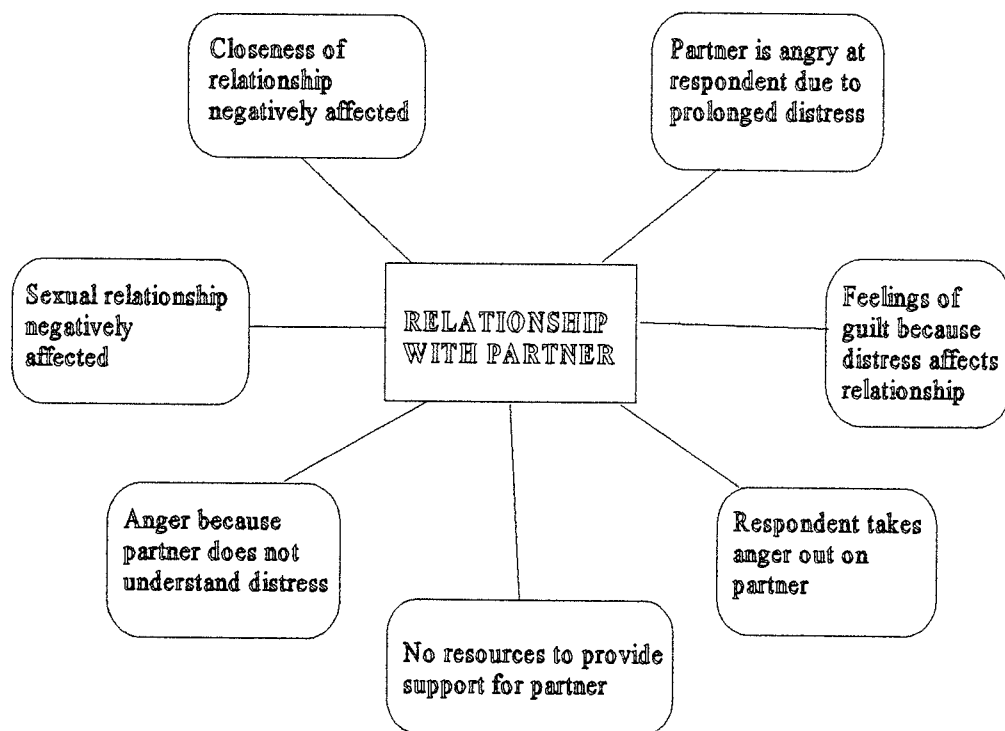 Closeness of
relationship
negatively affected
Partner is angry at
respondent due to
prolonged distress
Sexual relationship
negatively
affected
RELATIONSHIP
WITH PARTNER
Feelings of
guilt because
distress affects
relationship
Anger because
partner does not
understand distress
Respondent takes
anger out on
partner
No resources to provide
support for partner